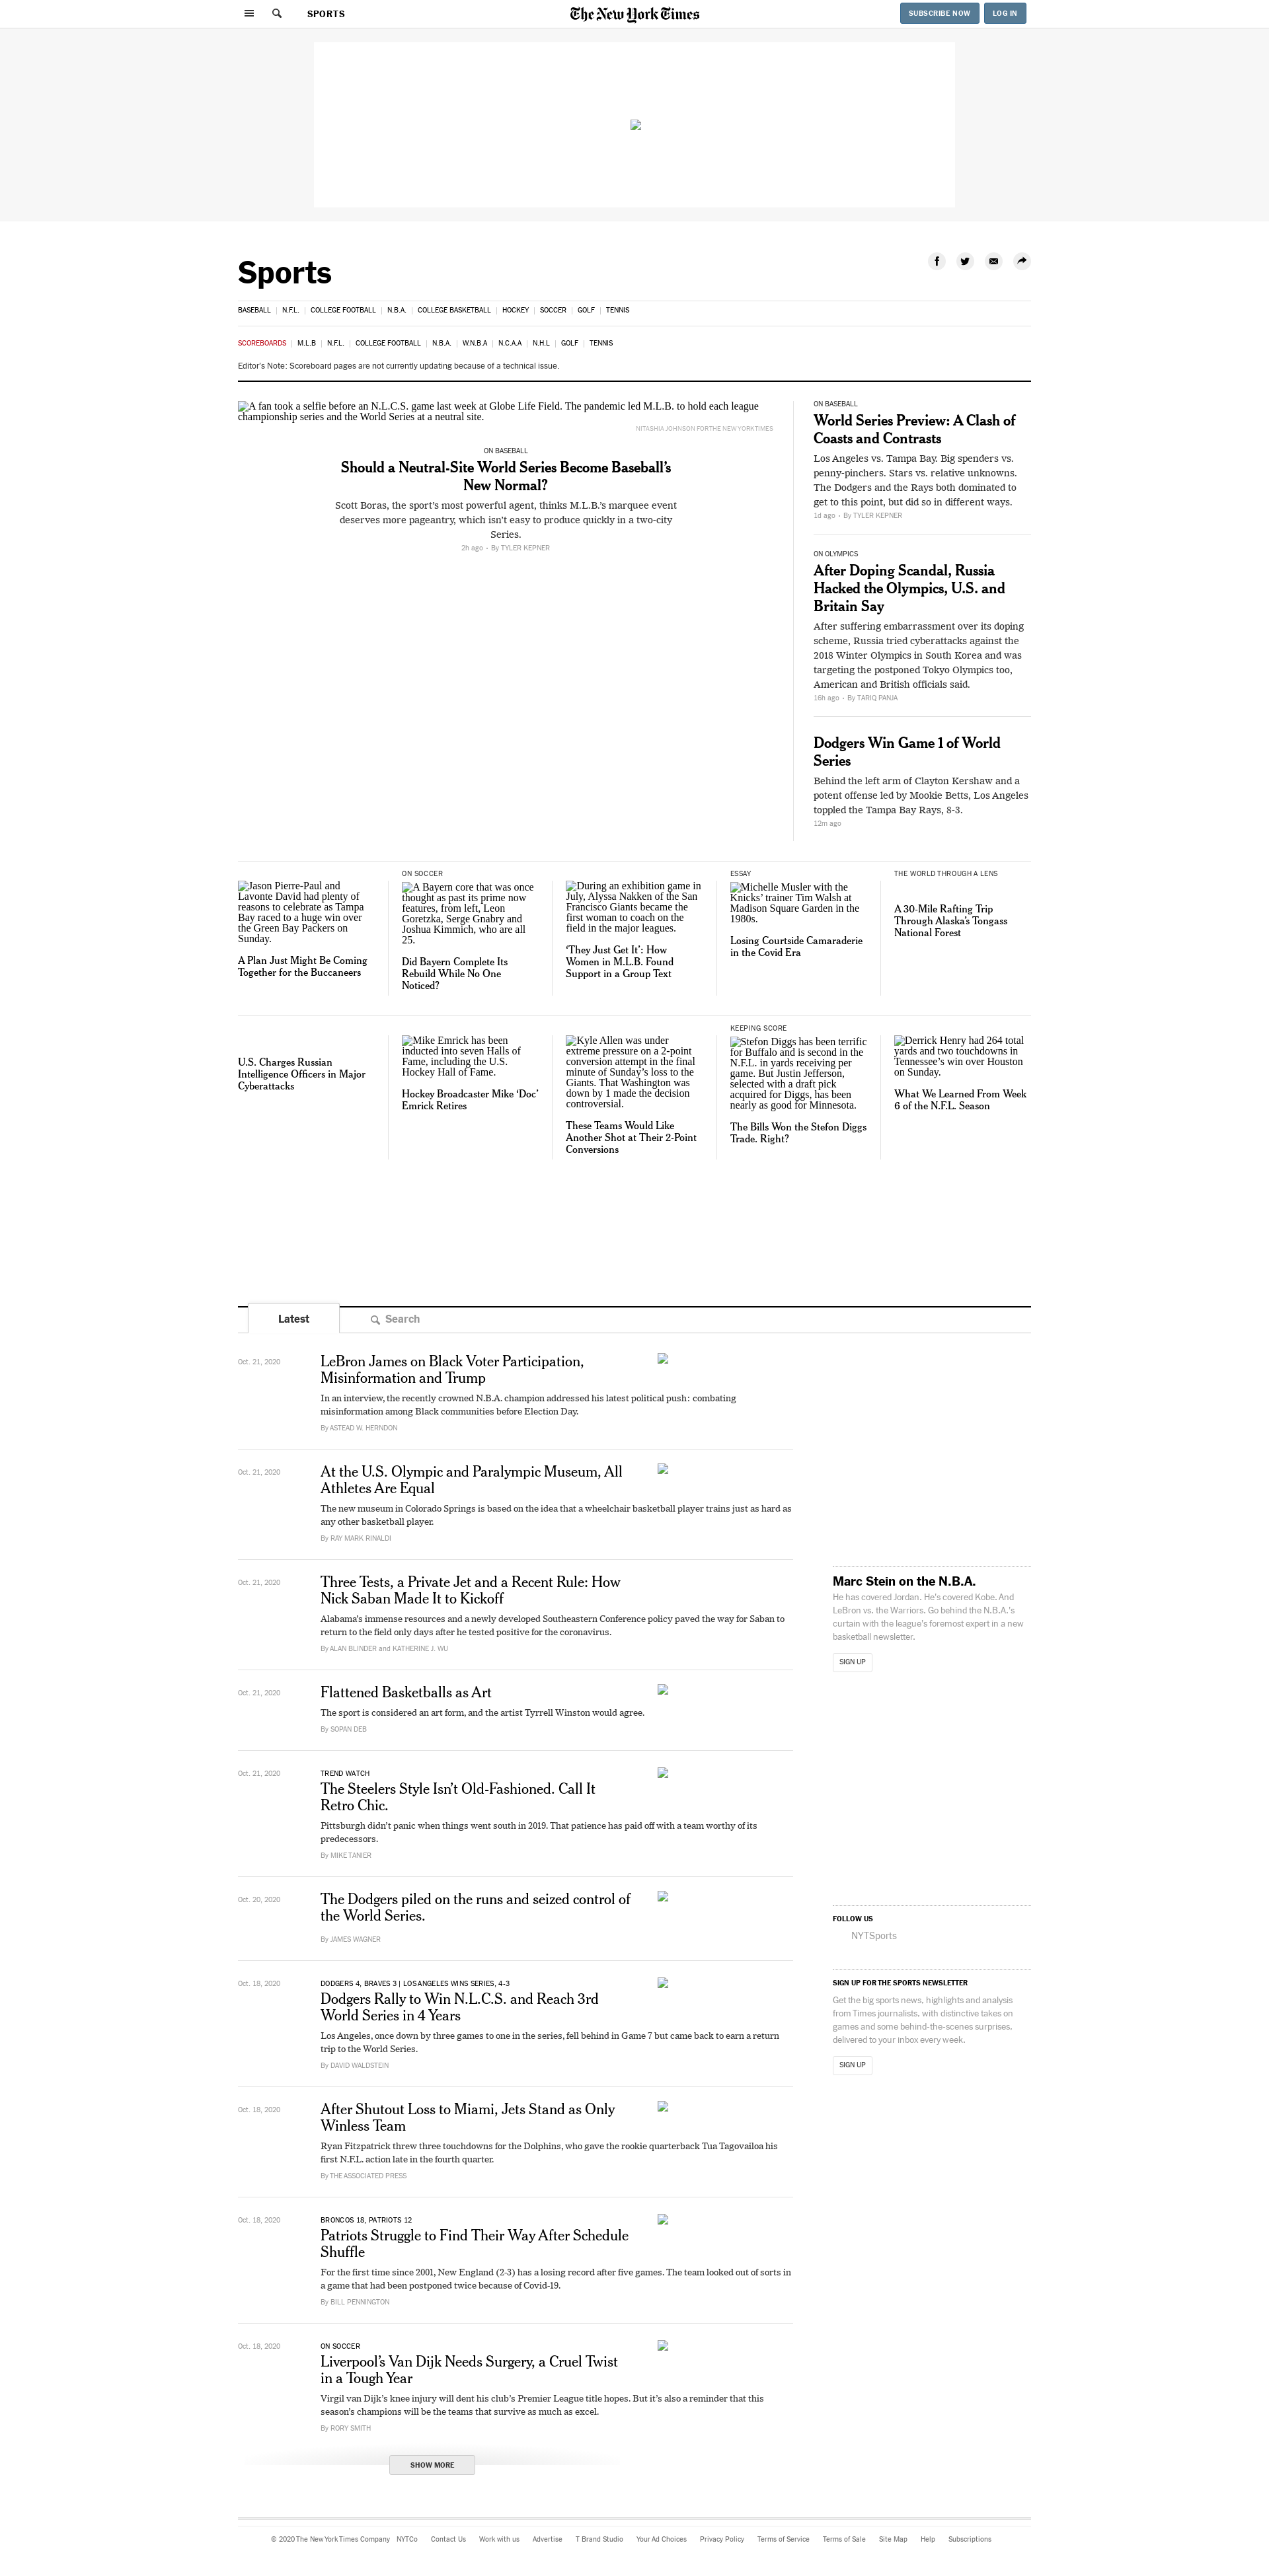 SPORTS
The New York Times
SUBSCRIBE NOW
LOG IN
Sports
BASEBALL
N.F.L.
COLLEGE FOOTBALL
N.B.A.
COLLEGE BASKETBALL
HOCKEY
SOCCER
GOLF
TENNIS
SCOREBOARDS
M.L.B
N.F.L.
COLLEGE FOOTBALL
N.B.A.
W.N.B.A
N.C.A.A
N.H.L
GOLF
TENNIS
Editor's Note: Scoreboard pages are not currently updating because of a technical issue.
A fan took a selfie before an N.L.C.S. game last week at Globe Life Field. The pandemic led M.L.B. to hold each league
championship series and the World Series at a neutral site.
NITASHIA JOHNSON FOR THE NEW YORK TIMES
ON BASEBALL
Should a Neutral-Site World Series Become Baseball’s
New Normal?
Scott Boras, the sport’s most powerful agent, thinks M.L.B.’s marquee event
deserves more pageantry, which isn’t easy to produce quickly in a two-city
Series.
2h ago · By TYLER KEPNER
ON BASEBALL
World Series Preview: A Clash of
Coasts and Contrasts
Los Angeles vs. Tampa Bay. Big spenders vs.
penny-pinchers. Stars vs. relative unknowns.
The Dodgers and the Rays both dominated to
get to this point, but did so in different ways.
1d ago · By TYLER KEPNER
ON OLYMPICS
After Doping Scandal, Russia
Hacked the Olympics, U.S. and
Britain Say
After suffering embarrassment over its doping
scheme, Russia tried cyberattacks against the
2018 Winter Olympics in South Korea and was
targeting the postponed Tokyo Olympics too,
American and British officials said.
16h ago · By TARIQ PANJA
Dodgers Win Game 1 of World
Series
Behind the left arm of Clayton Kershaw and a
potent offense led by Mookie Betts, Los Angeles
toppled the Tampa Bay Rays, 8-3.
12m ago
Jason Pierre-Paul and
Lavonte David had plenty of
reasons to celebrate as Tampa
Bay raced to a huge win over
the Green Bay Packers on
Sunday.
A Plan Just Might Be Coming
Together for the Buccaneers
ON SOCCER
A Bayern core that was once
thought as past its prime now
features, from left, Leon
Goretzka, Serge Gnabry and
Joshua Kimmich, who are all
25.
Did Bayern Complete Its
Rebuild While No One
Noticed?
During an exhibition game in
July, Alyssa Nakken of the San
Francisco Giants became the
first woman to coach on the
field in the major leagues.
‘They Just Get It’: How
Women in M.L.B. Found
Support in a Group Text
ESSAY
Michelle Musler with the
Knicks’ trainer Tim Walsh at
Madison Square Garden in the
1980s.
Losing Courtside Camaraderie
in the Covid Era
THE WORLD THROUGH A LENS
A 30-Mile Rafting Trip
Through Alaska’s Tongass
National Forest
U.S. Charges Russian
Intelligence Officers in Major
Cyberattacks
Mike Emrick has been
inducted into seven Halls of
Fame, including the U.S.
Hockey Hall of Fame.
Hockey Broadcaster Mike ‘Doc’
Emrick Retires
Kyle Allen was under
extreme pressure on a 2-point
conversion attempt in the final
minute of Sunday’s loss to the
Giants. That Washington was
down by 1 made the decision
controversial.
These Teams Would Like
Another Shot at Their 2-Point
Conversions
KEEPING SCORE
Stefon Diggs has been terrific
for Buffalo and is second in the
N.F.L. in yards receiving per
game. But Justin Jefferson,
selected with a draft pick
acquired for Diggs, has been
nearly as good for Minnesota.
The Bills Won the Stefon Diggs
Trade. Right?
Derrick Henry had 264 total
yards and two touchdowns in
Tennessee’s win over Houston
on Sunday.
What We Learned From Week
6 of the N.F.L. Season
Latest
Search
Oct. 21, 2020
LeBron James on Black Voter Participation,
Misinformation and Trump
In an interview, the recently crowned N.B.A. champion addressed his latest political push: combating
misinformation among Black communities before Election Day.
By ASTEAD W. HERNDON
Oct. 21, 2020
At the U.S. Olympic and Paralympic Museum, All
Athletes Are Equal
The new museum in Colorado Springs is based on the idea that a wheelchair basketball player trains just as hard as
any other basketball player.
By RAY MARK RINALDI
Oct. 21, 2020
Three Tests, a Private Jet and a Recent Rule: How
Nick Saban Made It to Kickoff
Alabama’s immense resources and a newly developed Southeastern Conference policy paved the way for Saban to
return to the field only days after he tested positive for the coronavirus.
By ALAN BLINDER and KATHERINE J. WU
Oct. 21, 2020
Flattened Basketballs as Art
The sport is considered an art form, and the artist Tyrrell Winston would agree.
By SOPAN DEB
Oct. 21, 2020
TREND WATCH
The Steelers Style Isn’t Old-Fashioned. Call It
Retro Chic.
Pittsburgh didn’t panic when things went south in 2019. That patience has paid off with a team worthy of its
predecessors.
By MIKE TANIER
Oct. 20, 2020
The Dodgers piled on the runs and seized control of
the World Series.
By JAMES WAGNER
Oct. 18, 2020
DODGERS 4, BRAVES 3 | LOS ANGELES WINS SERIES, 4-3
Dodgers Rally to Win N.L.C.S. and Reach 3rd
World Series in 4 Years
Los Angeles, once down by three games to one in the series, fell behind in Game 7 but came back to earn a return
trip to the World Series.
By DAVID WALDSTEIN
Oct. 18, 2020
After Shutout Loss to Miami, Jets Stand as Only
Winless Team
Ryan Fitzpatrick threw three touchdowns for the Dolphins, who gave the rookie quarterback Tua Tagovailoa his
first N.F.L. action late in the fourth quarter.
By THE ASSOCIATED PRESS
Oct. 18, 2020
BRONCOS 18, PATRIOTS 12
Patriots Struggle to Find Their Way After Schedule
Shuffle
For the first time since 2001, New England (2-3) has a losing record after five games. The team looked out of sorts in
a game that had been postponed twice because of Covid-19.
By BILL PENNINGTON
Oct. 18, 2020
ON SOCCER
Liverpool’s Van Dijk Needs Surgery, a Cruel Twist
in a Tough Year
Virgil van Dijk’s knee injury will dent his club’s Premier League title hopes. But it’s also a reminder that this
season’s champions will be the teams that survive as much as excel.
By RORY SMITH
SHOW MORE
Marc Stein on the N.B.A.
He has covered Jordan. He’s covered Kobe. And
LeBron vs. the Warriors. Go behind the N.B.A.’s
curtain with the league’s foremost expert in a new
basketball newsletter.
SIGN UP
FOLLOW US
NYTSports
SIGN UP FOR THE SPORTS NEWSLETTER
Get the big sports news, highlights and analysis
from Times journalists, with distinctive takes on
games and some behind-the-scenes surprises,
delivered to your inbox every week.
SIGN UP
© 2020 The New York Times Company
NYTCo
Contact Us
Work with us
Advertise
T Brand Studio
Your Ad Choices
Privacy Policy
Terms of Service
Terms of Sale
Site Map
Help
Subscriptions